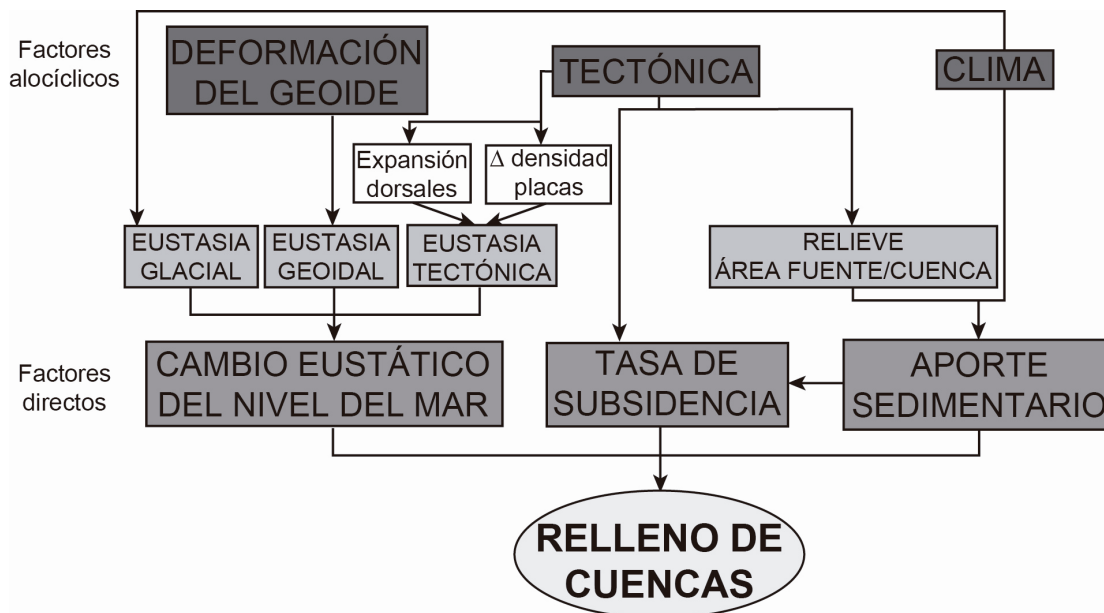 Factores
alocíclicos
DEFORMACIÓN
DEL GEOIDE
TECTÓNICA
CLIMA
Expansión
dorsales
Δ densidad
placas
EUSTASIA
GLACIAL
EUSTASIA
GEOIDAL
EUSTASIA
TECTÓNICA
RELIEVE
ÁREA FUENTE/CUENCA
Factores
directos
CAMBIO EUSTÁTICO
DEL NIVEL DEL MAR
TASA DE
SUBSIDENCIA
APORTE
SEDIMENTARIO
RELLENO DE
CUENCAS